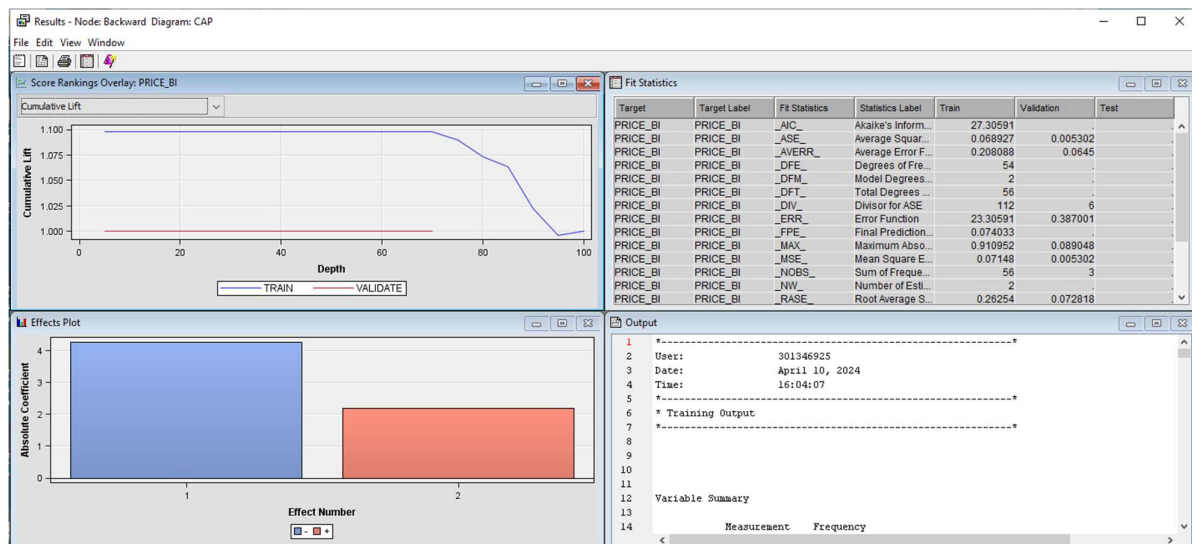 Results - Node: Backward Diagram: CAP
File Edit View Window
Score Rankings Overlay: PRICE_BI
Cumulative Lift
1.100
1.075
1.050
1.025
1.000
Cumulative Lift
0 20 40 60 80 100
Depth
TRAIN VALIDATE
Fit Statistics
Target Target Label Fit Statistics Statistics Label Train Validation Test
PRICE_BI PRICE_BI _AIC_ Akaike's Inform... 27.30591 . .
PRICE_BI PRICE_BI _ASE_ Average Squar... 0.068927 0.005302 .
PRICE_BI PRICE_BI _AVERR_ Average Error F... 0.208088 0.0645 .
PRICE_BI PRICE_BI _DFE_ Degrees of Fre... 54 . .
PRICE_BI PRICE_BI _DFM_ Model Degrees... 2 . .
PRICE_BI PRICE_BI _DFT_ Total Degrees ... 56 . .
PRICE_BI PRICE_BI _DIV_ Divisor for ASE 112 6 .
PRICE_BI PRICE_BI _ERR_ Error Function 23.30591 0.387001 .
PRICE_BI PRICE_BI _FPE_ Final Prediction... 0.074033 . .
PRICE_BI PRICE_BI _MAX_ Maximum Abso... 0.910952 0.089048 .
PRICE_BI PRICE_BI _MSE_ Mean Square E... 0.07148 0.005302 .
PRICE_BI PRICE_BI _NOBS_ Sum of Freque... 56 3 .
PRICE_BI PRICE_BI _NW_ Number of Esti... 2 . .
PRICE_BI PRICE_BI _RASE_ Root Average S... 0.26254 0.072818 .
Effects Plot
4
3
2
1
0
Absolute Coefficient
1 2
Effect Number
- +
Output
1 *------------------------------------------------------------*
2 User: 301346925
3 Date: April 10, 2024
4 Time: 16:04:07
5 *------------------------------------------------------------*
6 * Training Output
7 *------------------------------------------------------------*
8
9
10
11
12 Variable Summary
13
14 Measurement Frequency